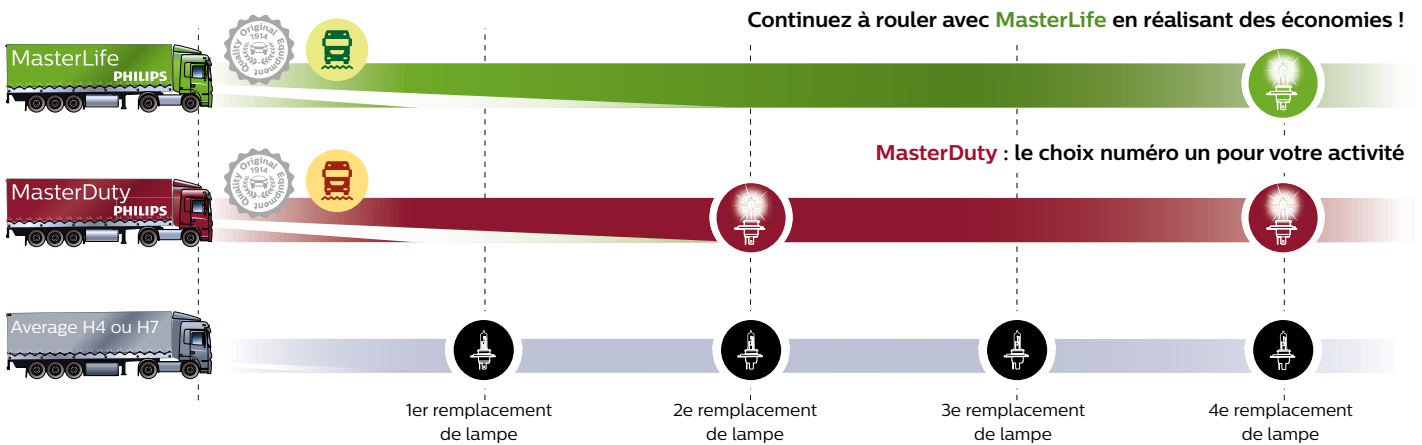 Continuez à rouler avec MasterLife en réalisant des économies !
MasterLife
PHILIPS
Original Equipment Quality
1914
MasterDuty : le choix numéro un pour votre activité
MasterDuty
PHILIPS
Original Equipment Quality
1914
Average H4 ou H7
1er remplacement
de lampe
2e remplacement
de lampe
3e remplacement
de lampe
4e remplacement
de lampe